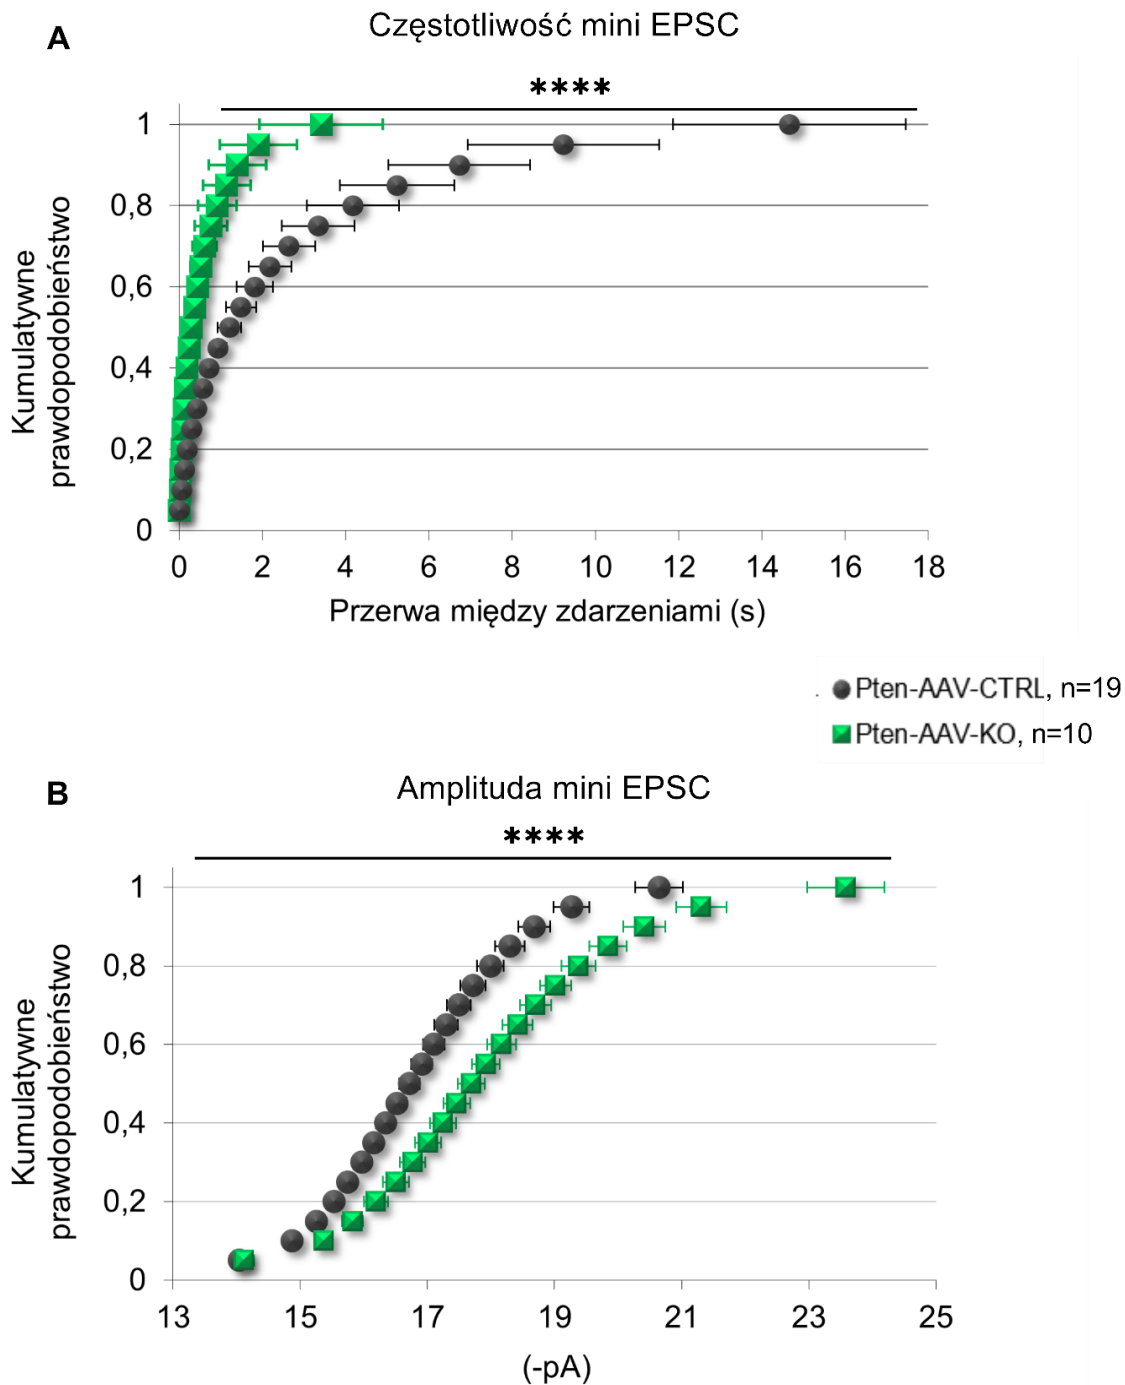 A
Częstotliwość mini EPSC
****
1
0,8
0,6
0,4
0,2
0
Kumulatywne
prawdopodobieństwo
0 2 4 6 8 10 12 14 16 18
Przerwa między zdarzeniami (s)
Pten-AAV-CTRL, n=19
Pten-AAV-KO, n=10
B
Amplituda mini EPSC
****
1
0,8
0,6
0,4
0,2
0
Kumulatywne
prawdopodobieństwo
13 15 17 19 21 23 25
(-pA)